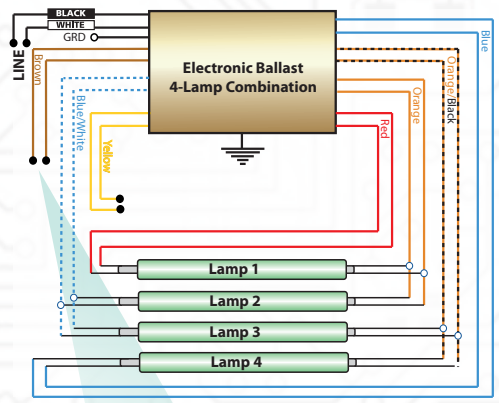 BLACK
WHITE
GRD
LINE
Brown
Blue/White
Yellow
Electronic Ballast
4-Lamp Combination
Red
Orange
Orange/Black
Blue
Lamp 1
Lamp 2
Lamp 3
Lamp 4